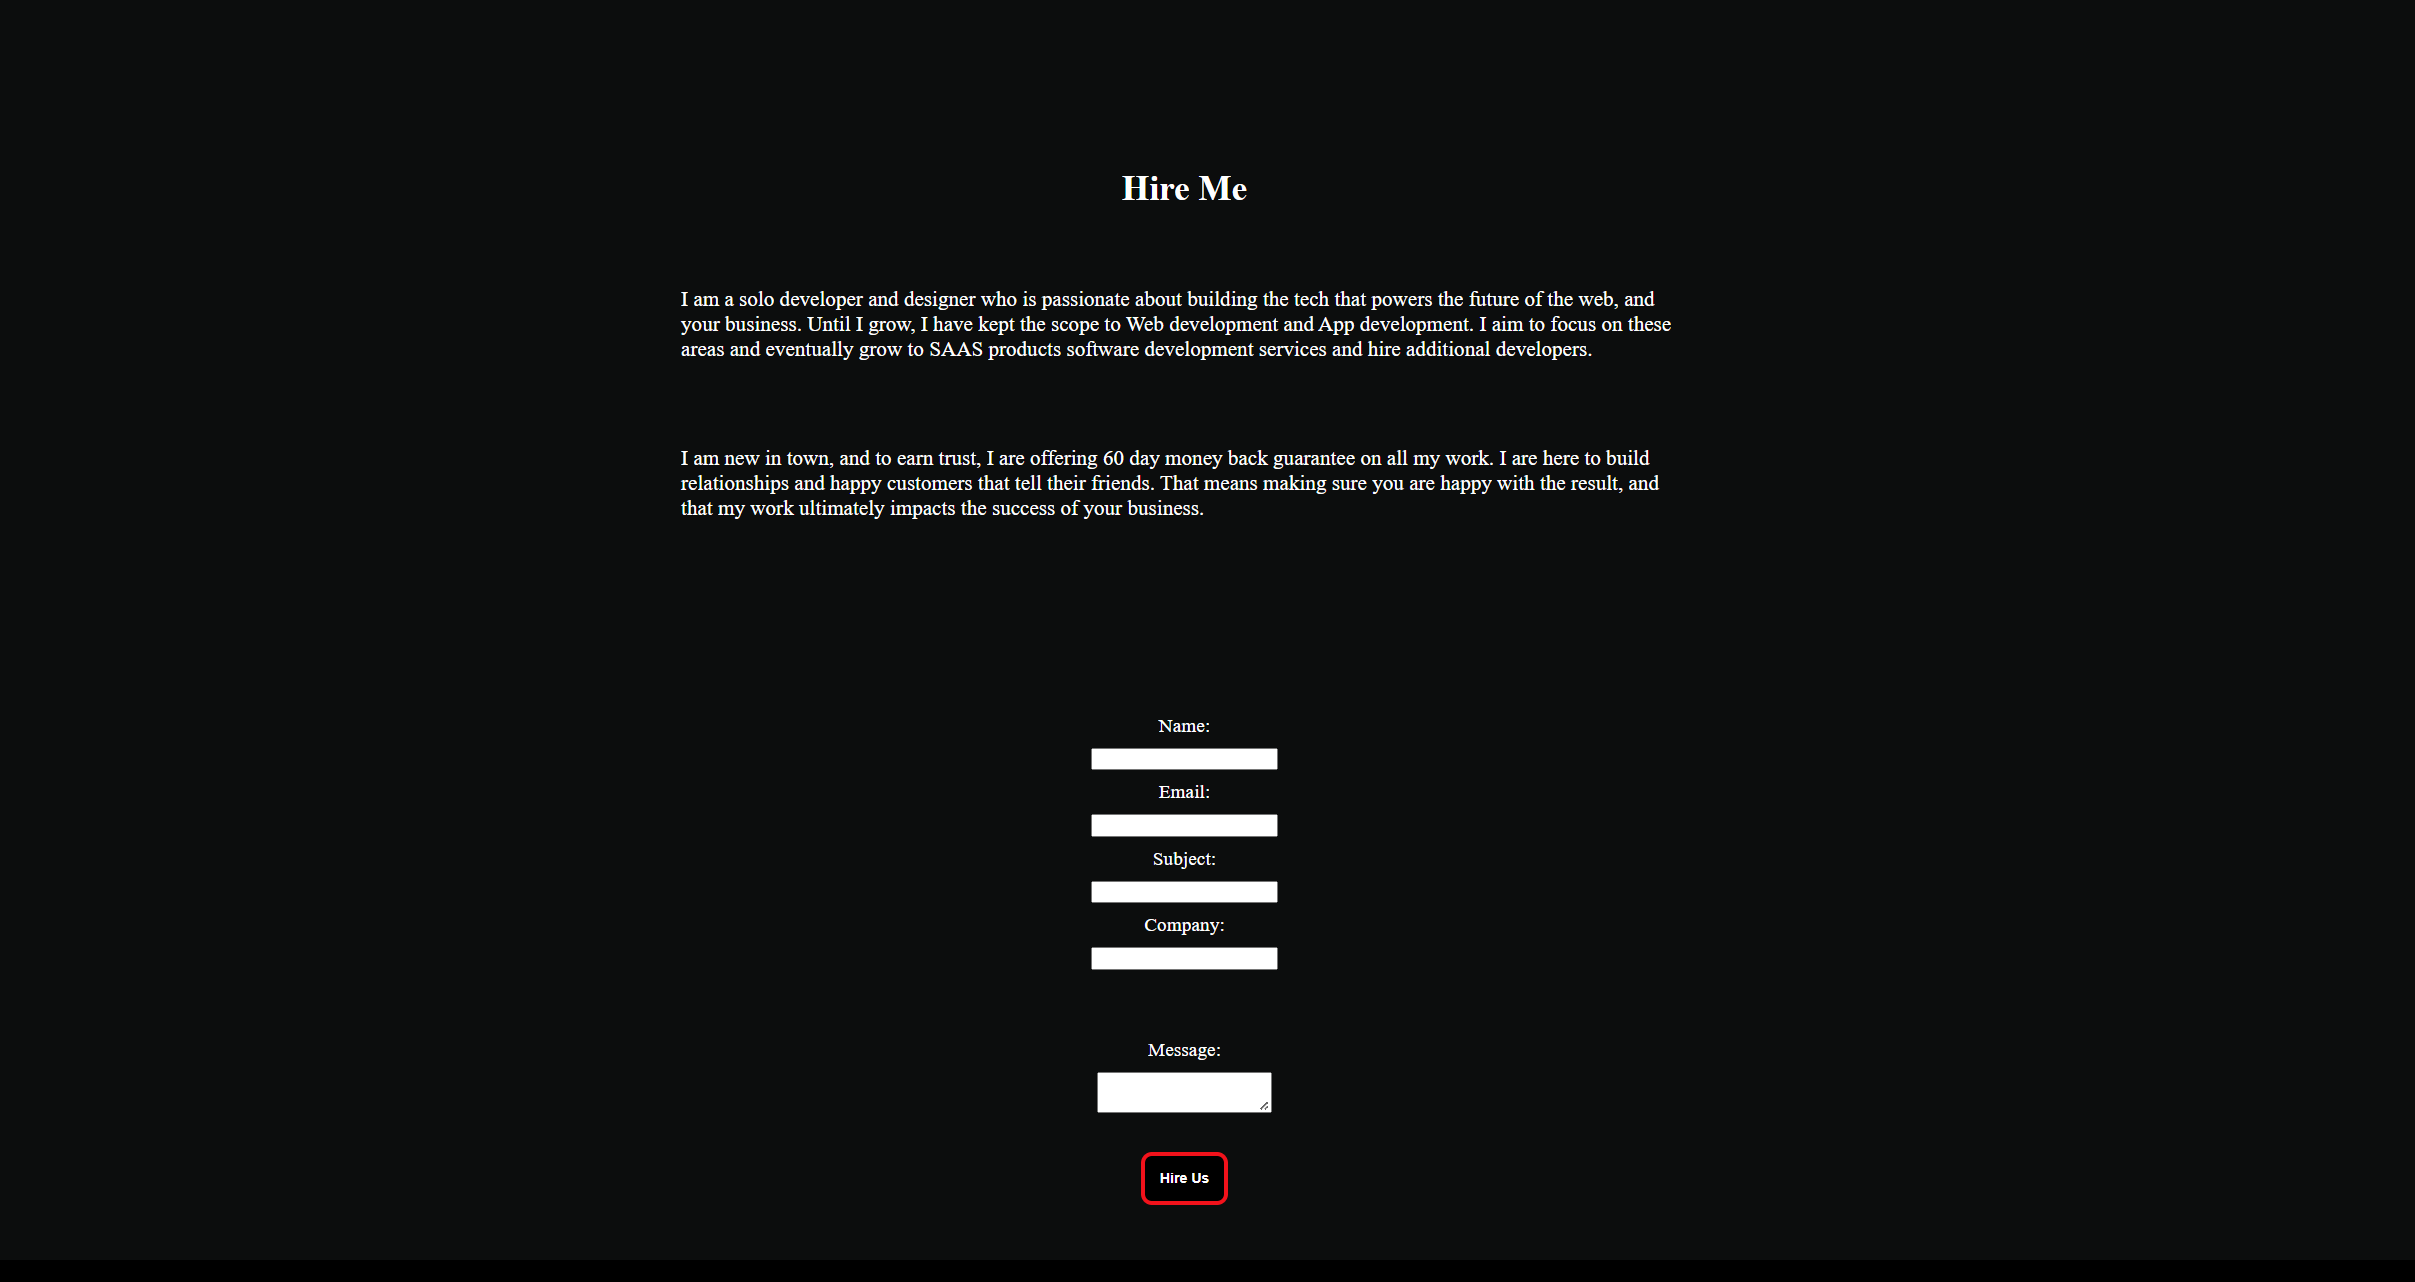 Hire Me
I am a solo developer and designer who is passionate about building the tech that powers the future of the web, and
your business. Until I grow, I have kept the scope to Web development and App development. I aim to focus on these
areas and eventually grow to SAAS products software development services and hire additional developers.
I am new in town, and to earn trust, I are offering 60 day money back guarantee on all my work. I are here to build
relationships and happy customers that tell their friends. That means making sure you are happy with the result, and
that my work ultimately impacts the success of your business.
Name:
Email:
Subject:
Company:
Message:
Hire Us